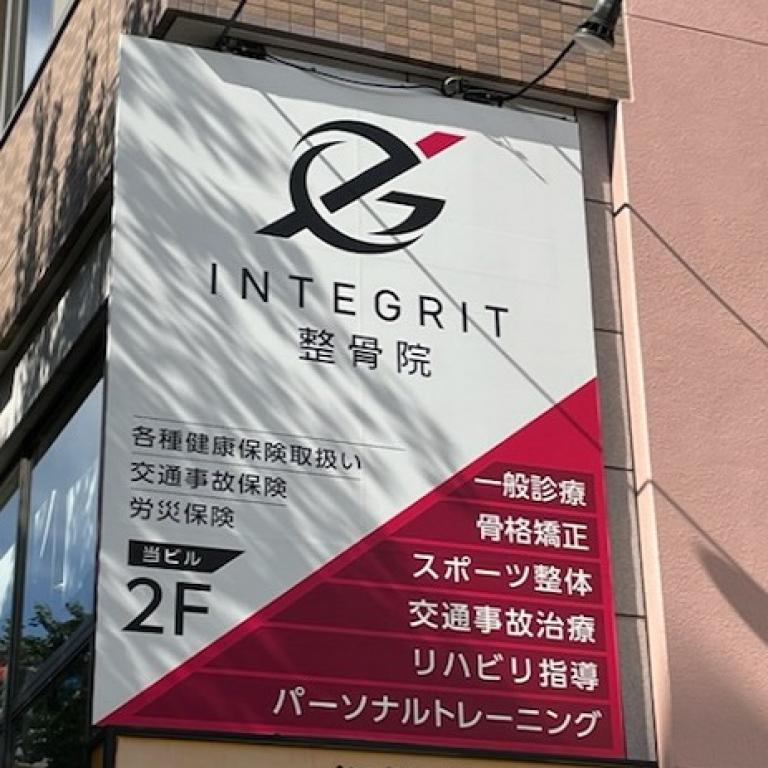 INTEGRIT
整骨院
各種健康保険取扱い
交通事故保険
労災保険
当ビル
2F
一般診療
骨格矯正
スポーツ整体
交通事故治療
リハビリ指導
パーソナルトレーニング